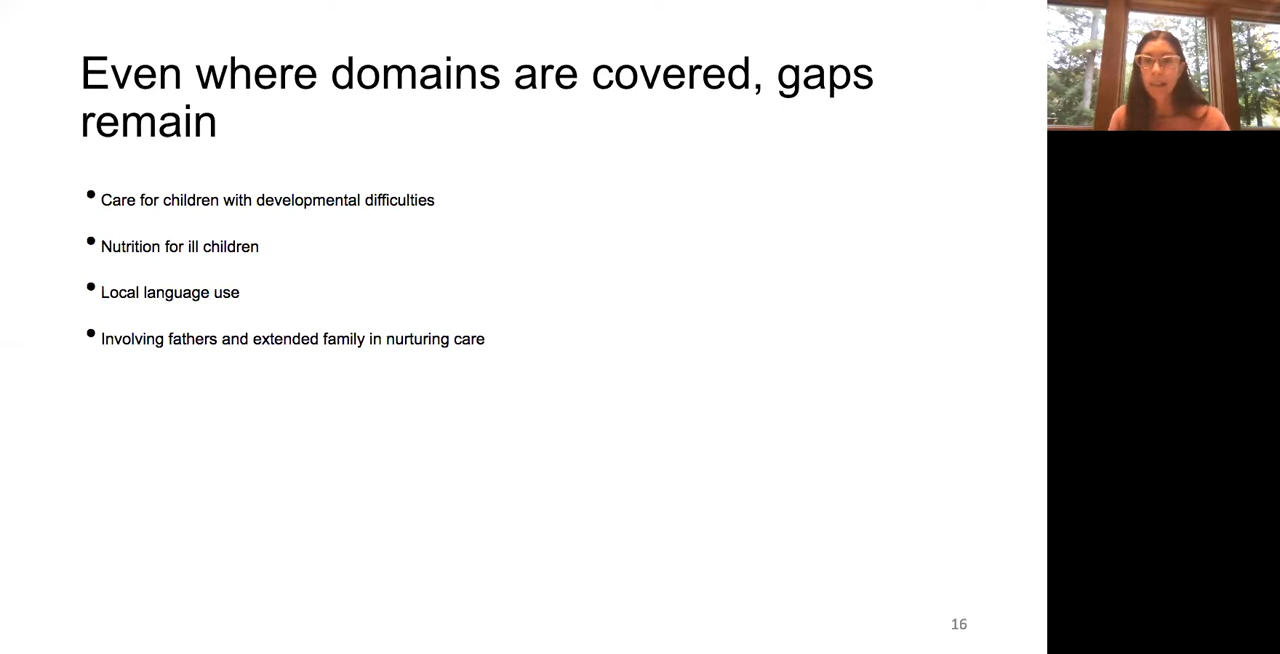 Even where domains are covered, gaps
remain
• Care for children with developmental difficulties
• Nutrition for ill children
• Local language use
• Involving fathers and extended family in nurturing care
16